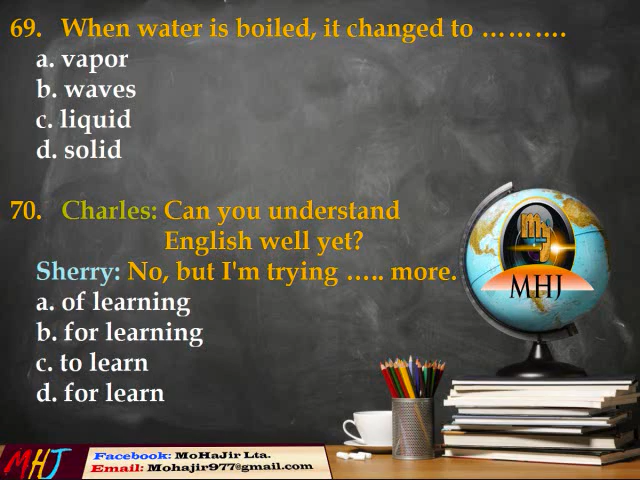 69. When water is boiled, it changed to ……….
a. vapor
b. waves
c. liquid
d. solid
70. Charles: Can you understand
English well yet?
Sherry: No, but I'm trying ….. more.
a. of learning
b. for learning
c. to learn
d. for learn
MHJ
MHJ
Facebook: MoHaJir Lta.
Email: Mohajir977@gmail.com